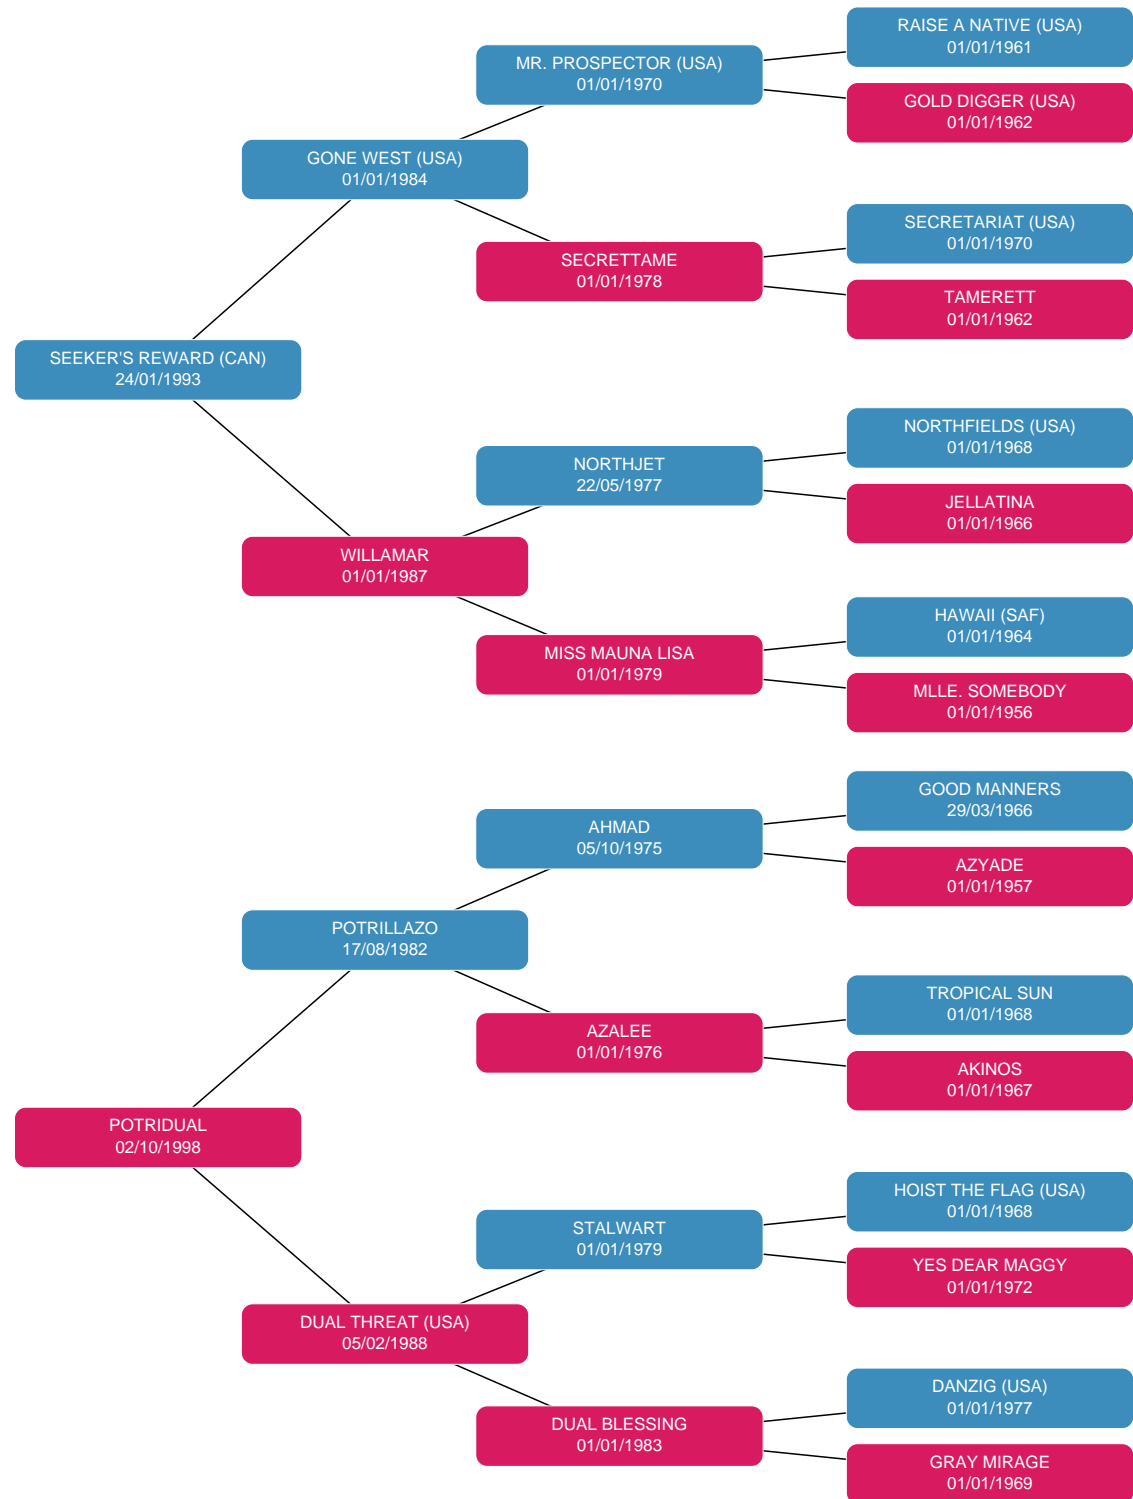 RAISE A NATIVE (USA)
01/01/1961
MR. PROSPECTOR (USA)
01/01/1970
GOLD DIGGER (USA)
01/01/1962
GONE WEST (USA)
01/01/1984
SECRETARIAT (USA)
01/01/1970
SECRETTAME
01/01/1978
TAMERETT
01/01/1962
SEEKER'S REWARD (CAN)
24/01/1993
NORTHFIELDS (USA)
01/01/1968
NORTHJET
22/05/1977
JELLATINA
01/01/1966
WILLAMAR
01/01/1987
HAWAII (SAF)
01/01/1964
MISS MAUNA LISA
01/01/1979
MLLE. SOMEBODY
01/01/1956
GOOD MANNERS
29/03/1966
AHMAD
05/10/1975
AZYADE
01/01/1957
POTRILLAZO
17/08/1982
TROPICAL SUN
01/01/1968
AZALEE
01/01/1976
AKINOS
01/01/1967
POTRIDUAL
02/10/1998
HOIST THE FLAG (USA)
01/01/1968
STALWART
01/01/1979
YES DEAR MAGGY
01/01/1972
DUAL THREAT (USA)
05/02/1988
DANZIG (USA)
01/01/1977
DUAL BLESSING
01/01/1983
GRAY MIRAGE
01/01/1969